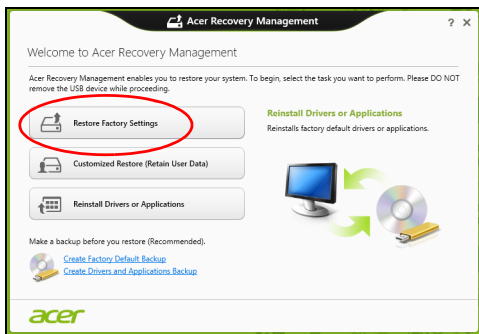 Acer Recovery Management
? X
Welcome to Acer Recovery Management
Acer Recovery Management enables you to restore your system. To begin, select the task you want to perform. Please DO NOT
remove the USB device while proceeding.
Restore Factory Settings
Reinstall Drivers or Applications
Reinstalls factory default drivers or applications.
Customized Restore (Retain User Data)
Reinstall Drivers or Applications
Make a backup before you restore (Recommended).
Create Factory Default Backup
Create Drivers and Applications Backup
acer